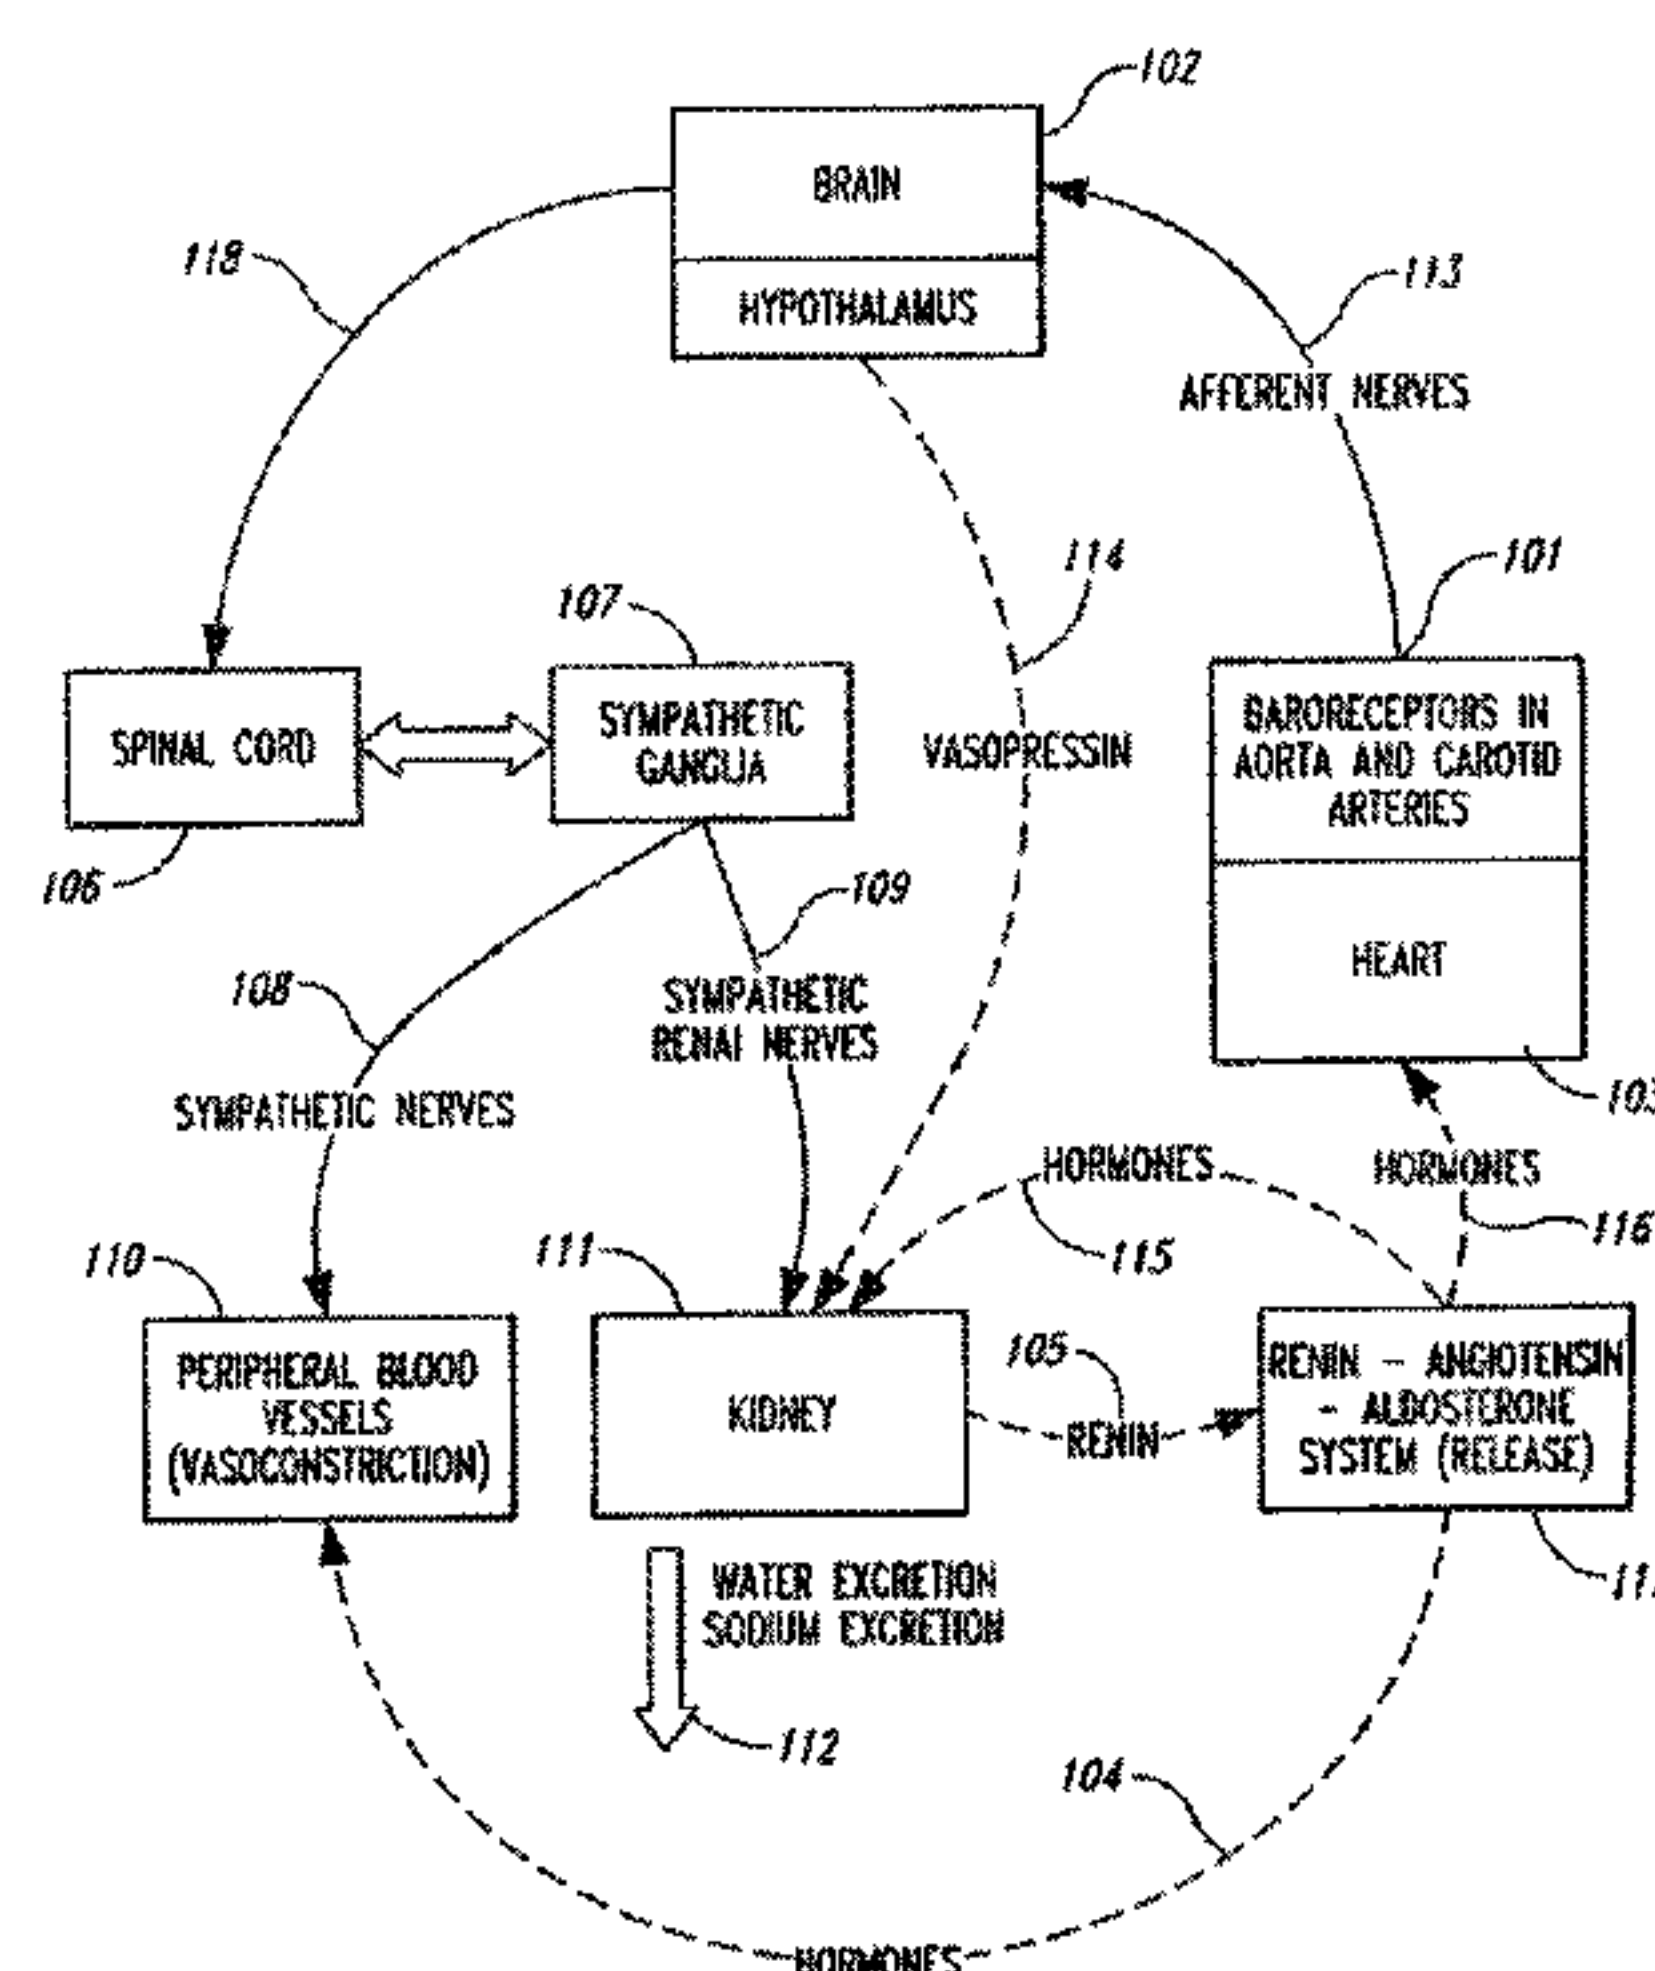 102
BRAIN
118
113
HYPOTHALAMUS
AFFERENT NERVES
114
101
107
SPINAL CORD
SYMPATHETIC
GANGLIA
VASOPRESSIN
BARORECEPTORS IN
AORTA AND CAROTID
ARTERIES
106
109
HEART
108
SYMPATHETIC
RENAL NERVES
103
SYMPATHETIC NERVES
HORMONES
HORMONES
116
110
111
115
105
PERIPHERAL BLOOD
VESSELS
(VASOCONSTRICTION)
KIDNEY
RENIN
RENIN – ANGIOTENSIN
- ALDOSTERONE
SYSTEM (RELEASE)
WATER EXCRETION
SODIUM EXCRETION
112
104
HORMONES